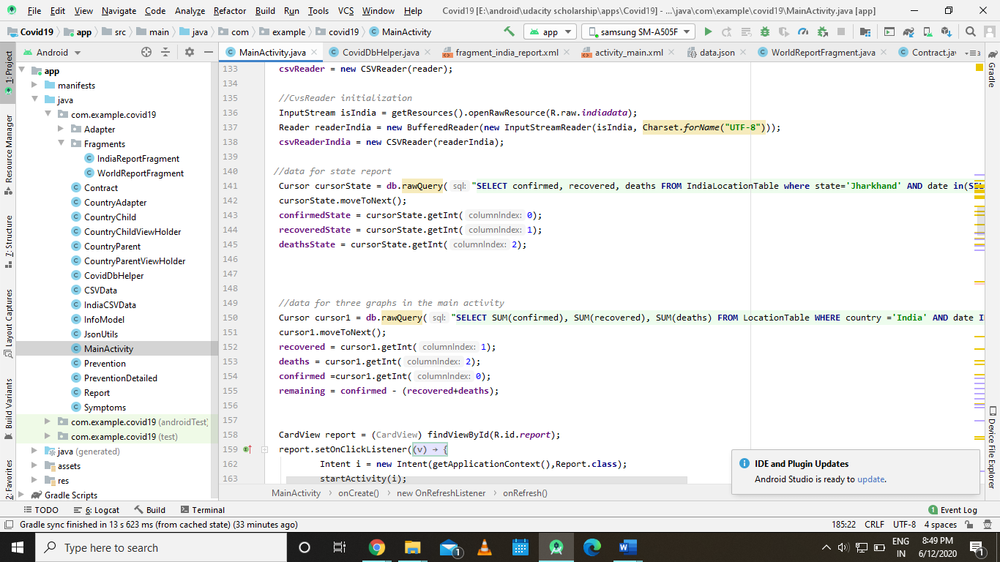 File Edit View Navigate Code Analyze Refactor Build Run Tools VCS Window Help Covid19 [E:\android\udacity scholarship\apps\Covid19] - ...\java\com\example\covid19\MainActivity.java [app]
Covid19 app src main java com example covid19 MainActivity app samsung SM-A505F
Android MainActivity.java CovidDbHelper.java fragment_india_report.xml activity_main.xml data.json WorldReportFragment.java Contract.jav 3
1: Project
Resource Manager
Z: Structure
Layout Captures
Build Variants
2: Favorites
app
manifests
java
com.example.covid19
Adapter
Fragments
IndiaReportFragment
WorldReportFragment
Contract
CountryAdapter
CountryChild
CountryChildViewHolder
CountryParent
CountryParentViewHolder
CovidDbHelper
CSVData
IndiaCSVData
InfoModel
JsonUtils
MainActivity
Prevention
PreventionDetailed
Report
Symptoms
com.example.covid19 (androidTest)
com.example.covid19 (test)
java (generated)
assets
res
Gradle Scripts
133 csvReader = new CSVReader(reader);
134
135 //CvsReader initialization
136 InputStream isIndia = getResources().openRawResource(R.raw.indiadata);
137 Reader readerIndia = new BufferedReader(new InputStreamReader(isIndia, Charset.forName("UTF-8")));
138 csvReaderIndia = new CSVReader(readerIndia);
139
140 //data for state report
141 Cursor cursorState = db.rawQuery( sql: "SELECT confirmed, recovered, deaths FROM IndiaLocationTable where state='Jharkhand' AND date in(SEL
142 cursorState.moveToNext();
143 confirmedState = cursorState.getInt( columnIndex: 0);
144 recoveredState = cursorState.getInt( columnIndex: 1);
145 deathsState = cursorState.getInt( columnIndex: 2);
146
147
148
149 //data for three graphs in the main activity
150 Cursor cursor1 = db.rawQuery( sql: "SELECT SUM(confirmed), SUM(recovered), SUM(deaths) FROM LocationTable WHERE country ='India' AND date IN
151 cursor1.moveToNext();
152 recovered = cursor1.getInt( columnIndex: 1);
153 deaths = cursor1.getInt( columnIndex: 2);
154 confirmed =cursor1.getInt( columnIndex: 0);
155 remaining = confirmed - (recovered+deaths);
156
157
158 CardView report = (CardView) findViewById(R.id.report);
159 report.setOnClickListener((v) → {
162 Intent i = new Intent(getApplicationContext(),Report.class);
163 startActivity(i);
Gradle
Device File Explorer
IDE and Plugin Updates
Android Studio is ready to update.
MainActivity onCreate() new OnRefreshListener onRefresh()
TODO 6: Logcat Build Terminal 1 Event Log
Gradle sync finished in 13 s 623 ms (from cached state) (33 minutes ago) 185:22 CRLF UTF-8 4 spaces
Type here to search 1 W ENG 8:49 PM
IN 6/12/2020 1